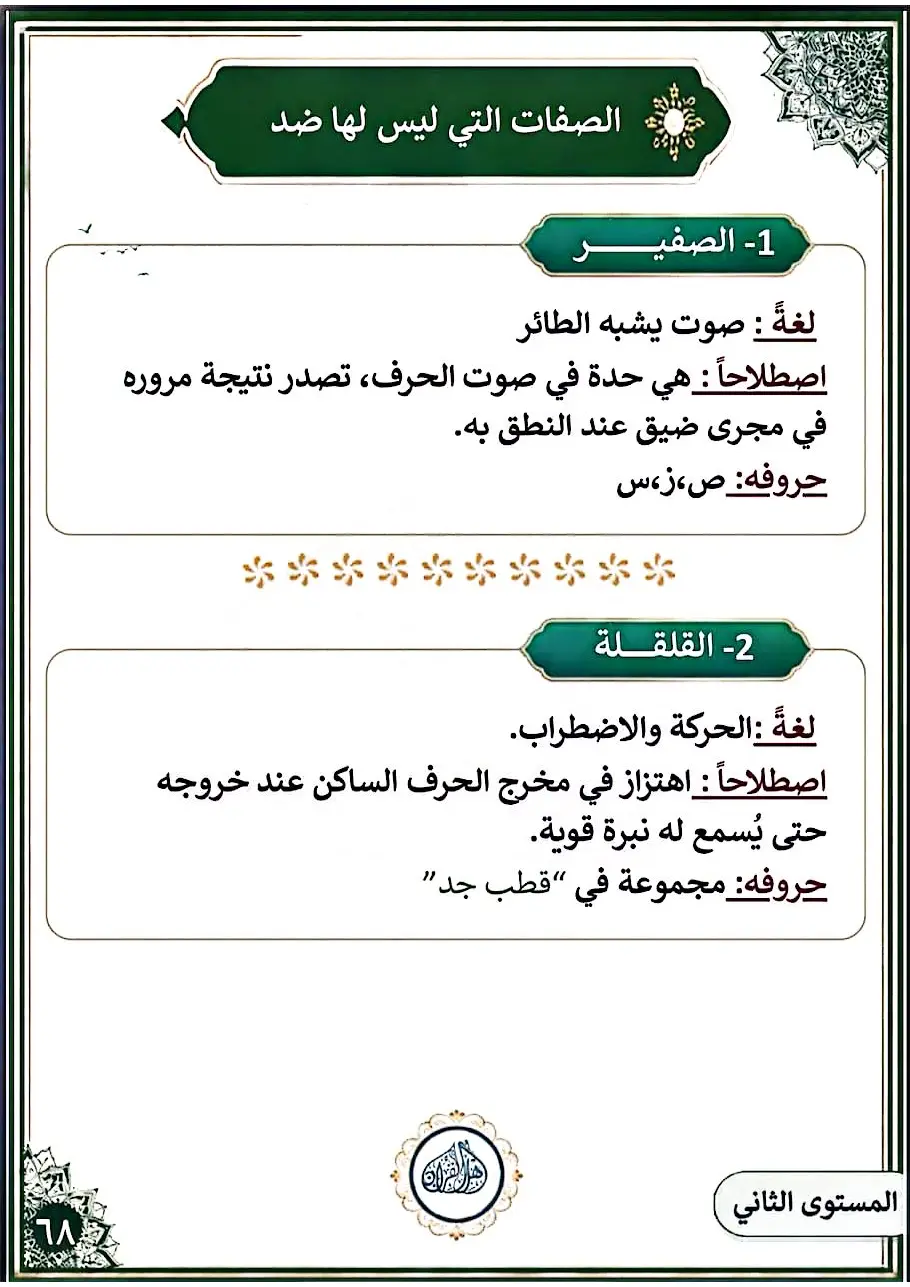 الصفات التي ليس لها ضد
1- الصفيـــــــر
لغةً : صوت يشبه الطائر
اصطلاحاً : هي حدة في صوت الحرف، تصدر نتيجة مروره
في مجرى ضيق عند النطق به.
حروفه: ص،ز،س
2- القلقـــلة
لغةً :الحركة والاضطراب.
اصطلاحاً : اهتزاز في مخرج الحرف الساكن عند خروجه
حتى يُسمع له نبرة قوية.
حروفه: مجموعة في “قطب جد”
المستوى الثاني
٦٨